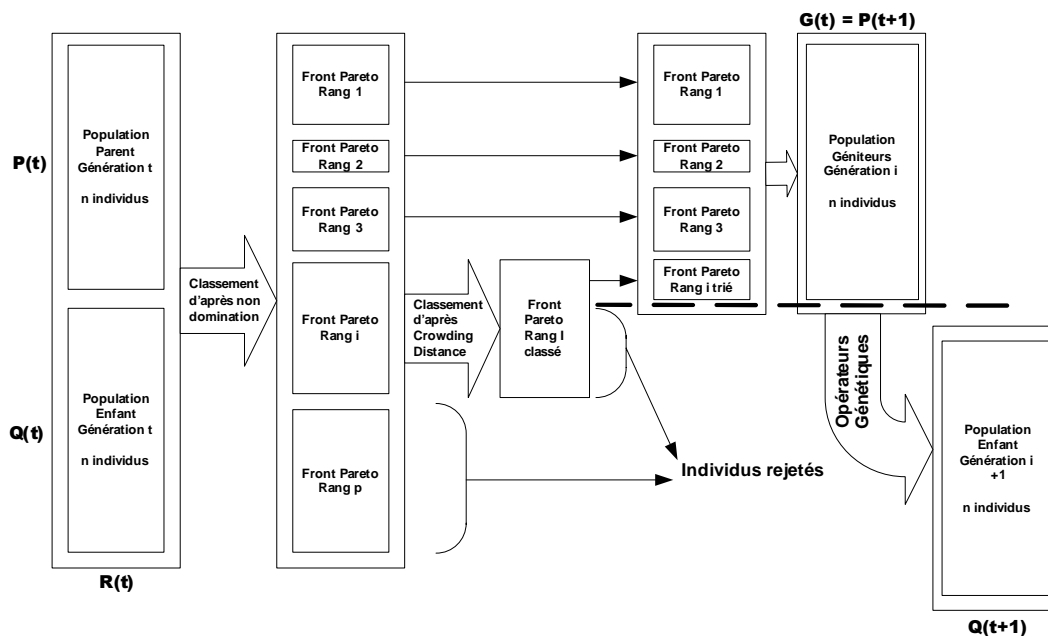 G(t) = P(t+1)
P(t)
Population
Parent
Génération t
n individus
Q(t)
Population
Enfant
Génération t
n individus
R(t)
Classement
d'après non
domination
Front Pareto
Rang 1
Front Pareto
Rang 2
Front Pareto
Rang 3
Front Pareto
Rang i
Front Pareto
Rang p
Classement
d'après
Crowding
Distance
Front
Pareto
Rang I
classé
Front Pareto
Rang 1
Front Pareto
Rang 2
Front Pareto
Rang 3
Front Pareto
Rang i trié
Individus rejetés
Population
Géniteurs
Génération i
n individus
Opérateurs
Génétiques
Population
Enfant
Génération i
+1
n individus
Q(t+1)